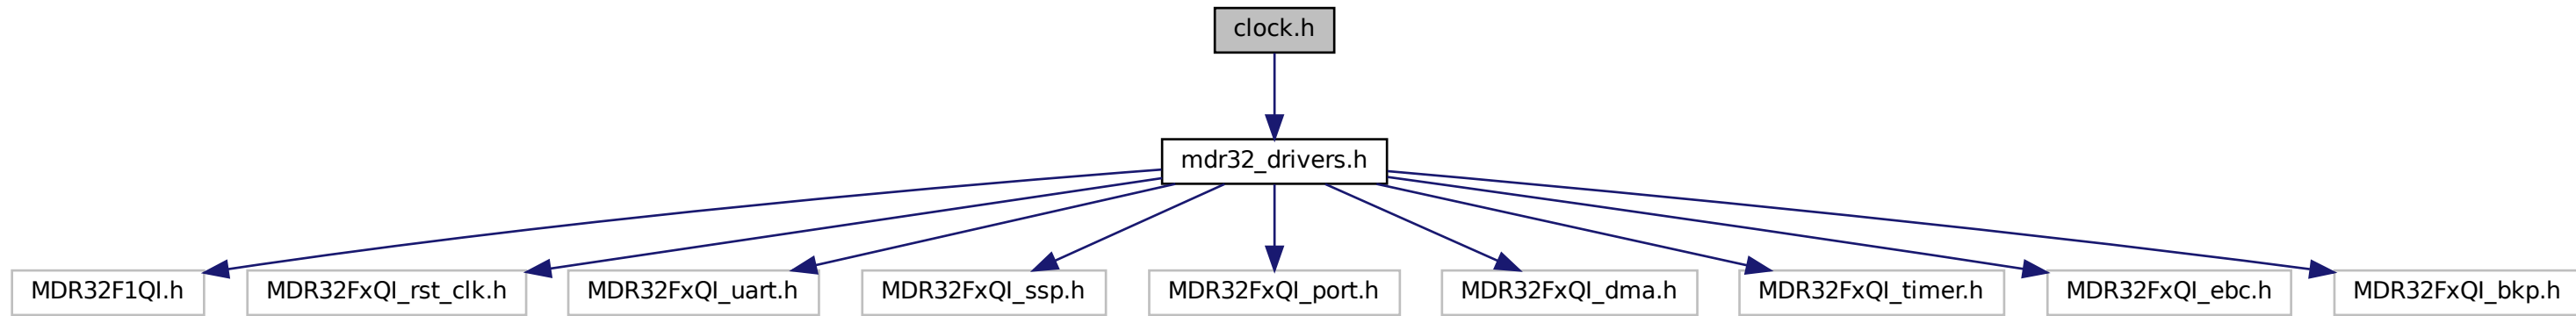 clock.h
mdr32_drivers.h
MDR32F1QI.h
MDR32FxQI_rst_clk.h
MDR32FxQI_uart.h
MDR32FxQI_ssp.h
MDR32FxQI_port.h
MDR32FxQI_dma.h
MDR32FxQI_timer.h
MDR32FxQI_ebc.h
MDR32FxQI_bkp.h